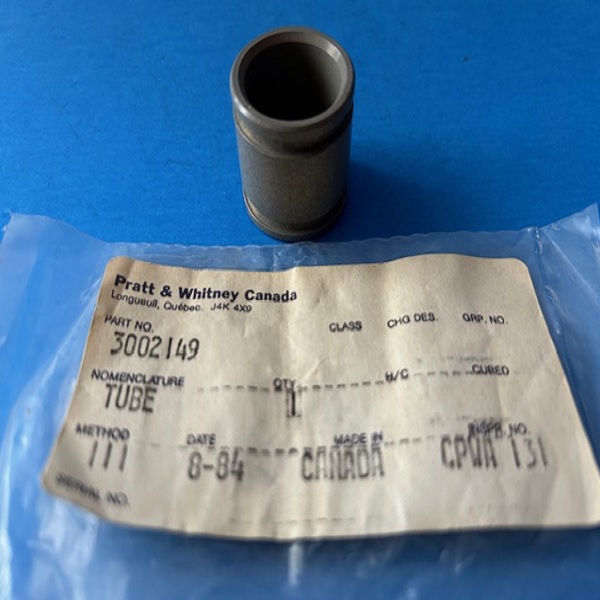 Pratt & Whitney Canada
Longueuil, Québec. J4K 4X9
PART NO. CLASS CHG DES. GRP. NO.
3002149
NOMENCLATURE QTY. H/C CUBED
TUBE 1
METHOD DATE MADE IN INSPR. NO.
111 8-84 CANADA CPWA 131
SERIAL NO.